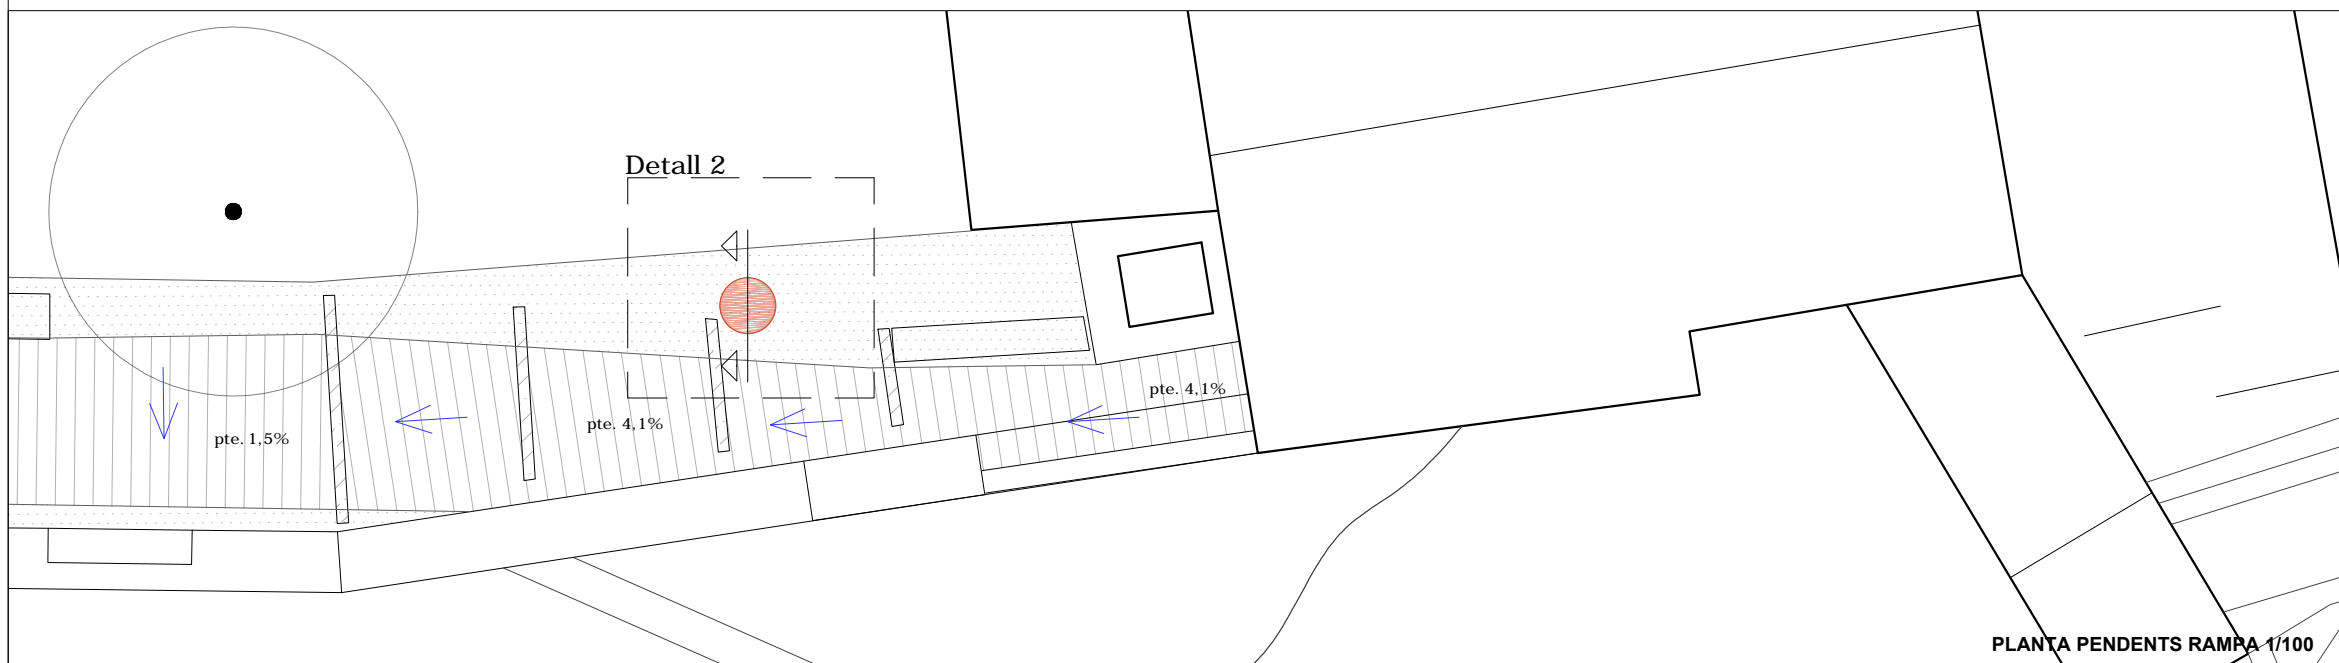 Detall 2
pte. 4,1%
pte. 4,1%
pte. 1,5%
PLANTA PENDENTS RAMPA 1/100